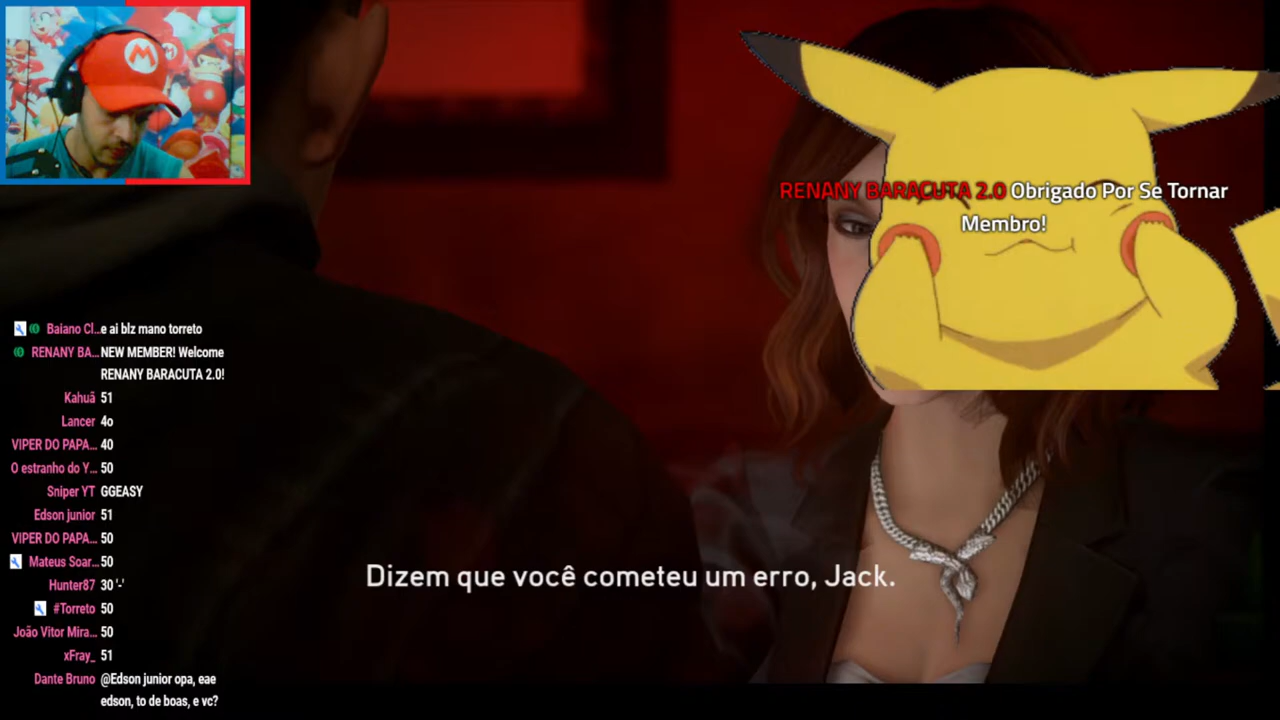 RENANY BARACUTA 2.0 Obrigado Por Se Tornar
Membro!
Baiano Cl...e ai blz mano torreto
RENANY BA... NEW MEMBER! Welcome
RENANY BARACUTA 2.0!
Kahuã 51
Lancer 4o
VIPER DO PAPA... 40
O estranho do Y... 50
Sniper YT GGEASY
Edson junior 51
VIPER DO PAPA... 50
Mateus Soar... 50
Hunter87 30 '-'
#Torreto 50
João Vitor Mira... 50
xFray_ 51
Dante Bruno @Edson junior opa, eae
edson, to de boas, e vc?
Dizem que você cometeu um erro, Jack.
M